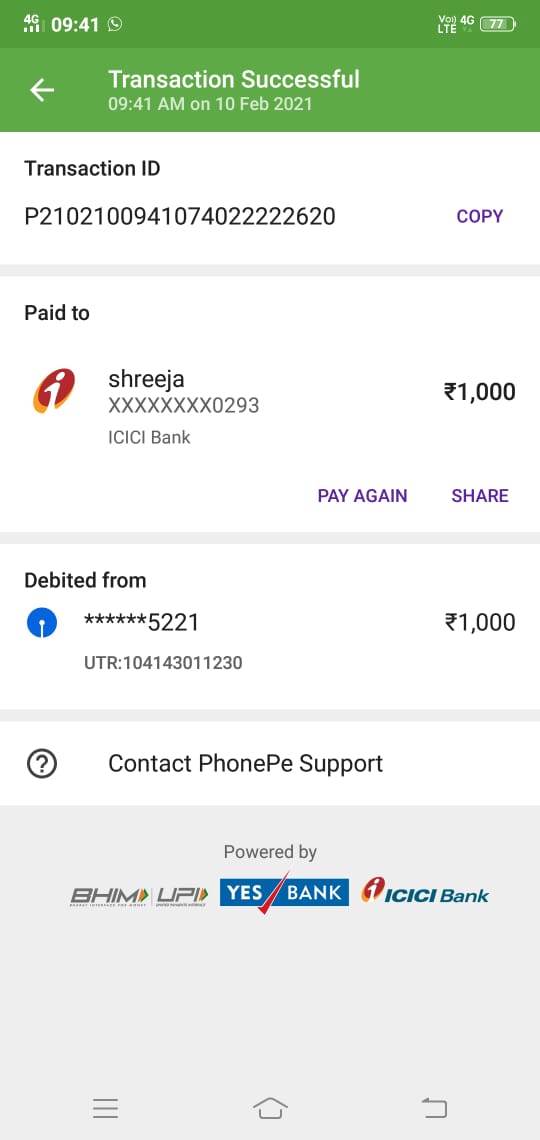 4G 09:41 Vo) 4G LTE 77
Transaction Successful
09:41 AM on 10 Feb 2021
Transaction ID
P2102100941074022222620 COPY
Paid to
shreeja ₹1,000
XXXXXXXX0293
ICICI Bank
PAY AGAIN SHARE
Debited from
******5221 ₹1,000
UTR:104143011230
? Contact PhonePe Support
Powered by
BHIM UPI YES BANK ICICI Bank